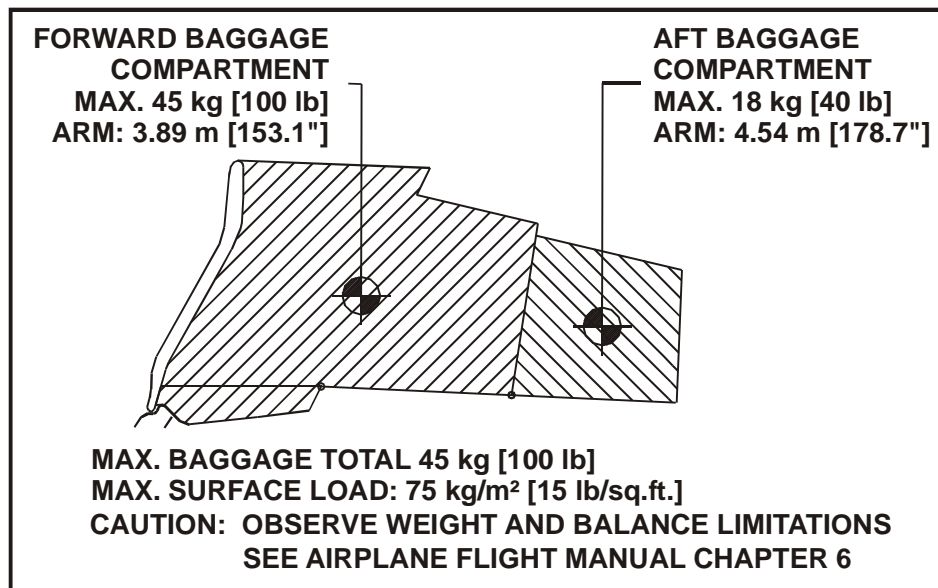 FORWARD BAGGAGE
COMPARTMENT
MAX. 45 kg [100 lb]
ARM: 3.89 m [153.1"]
AFT BAGGAGE
COMPARTMENT
MAX. 18 kg [40 lb]
ARM: 4.54 m [178.7"]
MAX. BAGGAGE TOTAL 45 kg [100 lb]
MAX. SURFACE LOAD: 75 kg/m² [15 lb/sq.ft.]
CAUTION: OBSERVE WEIGHT AND BALANCE LIMITATIONS
SEE AIRPLANE FLIGHT MANUAL CHAPTER 6